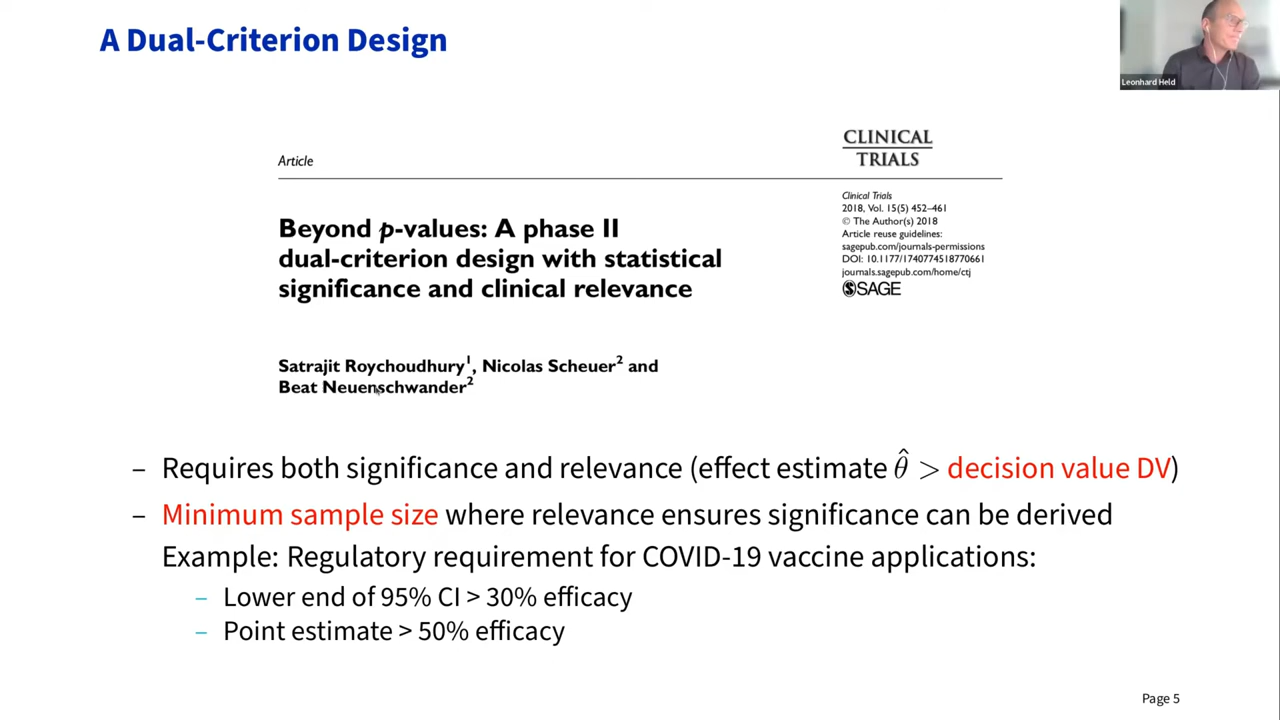 A Dual-Criterion Design
Leonhard Held
Article
CLINICAL
TRIALS
Clinical Trials
2018, Vol. 15(5) 452–461
© The Author(s) 2018
Article reuse guidelines:
sagepub.com/journals-permissions
DOI: 10.1177/1740774518770661
journals.sagepub.com/home/ctj
SAGE
Beyond p-values: A phase II
dual-criterion design with statistical
significance and clinical relevance
Satrajit Roychoudhury1, Nicolas Scheuer2 and
Beat Neuenschwander2
– Requires both significance and relevance (effect estimate θ̂ > decision value DV)
– Minimum sample size where relevance ensures significance can be derived
Example: Regulatory requirement for COVID-19 vaccine applications:
– Lower end of 95% CI > 30% efficacy
– Point estimate > 50% efficacy
Page 5